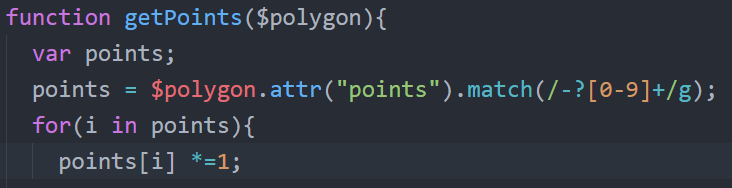 function getPoints($polygon){
var points;
points = $polygon.attr("points").match(/-?[0-9]+/g);
for(i in points){
points[i] *=1;